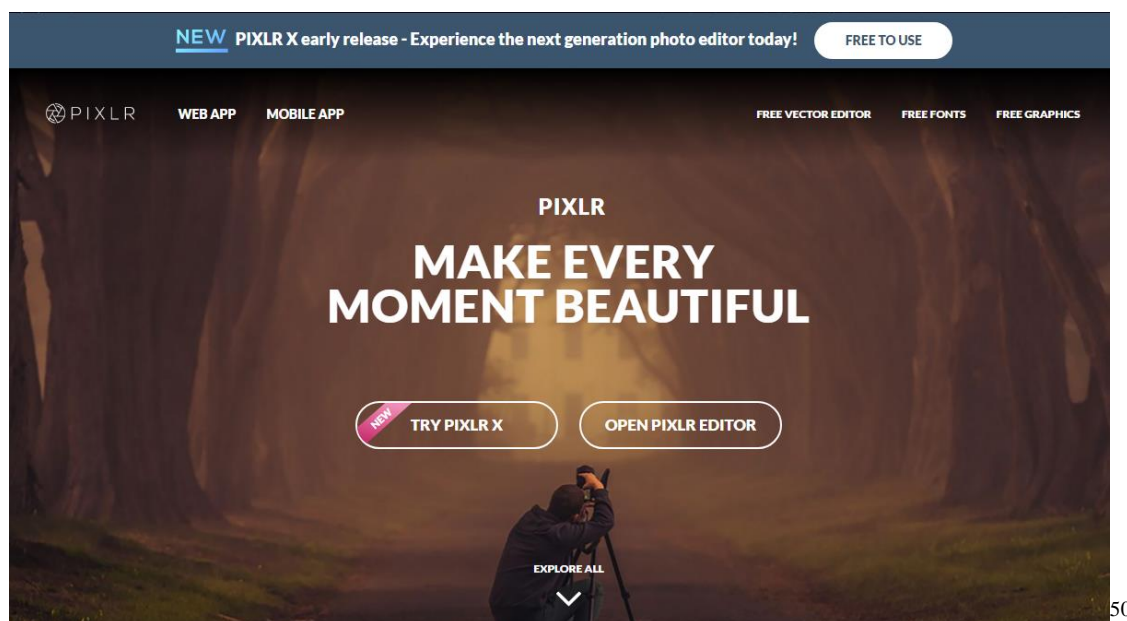 NEW PIXLR X early release - Experience the next generation photo editor today! FREE TO USE
PIXLR WEB APP MOBILE APP FREE VECTOR EDITOR FREE FONTS FREE GRAPHICS
PIXLR
MAKE EVERY
MOMENT BEAUTIFUL
NEW TRY PIXLR X OPEN PIXLR EDITOR
EXPLORE ALL
50